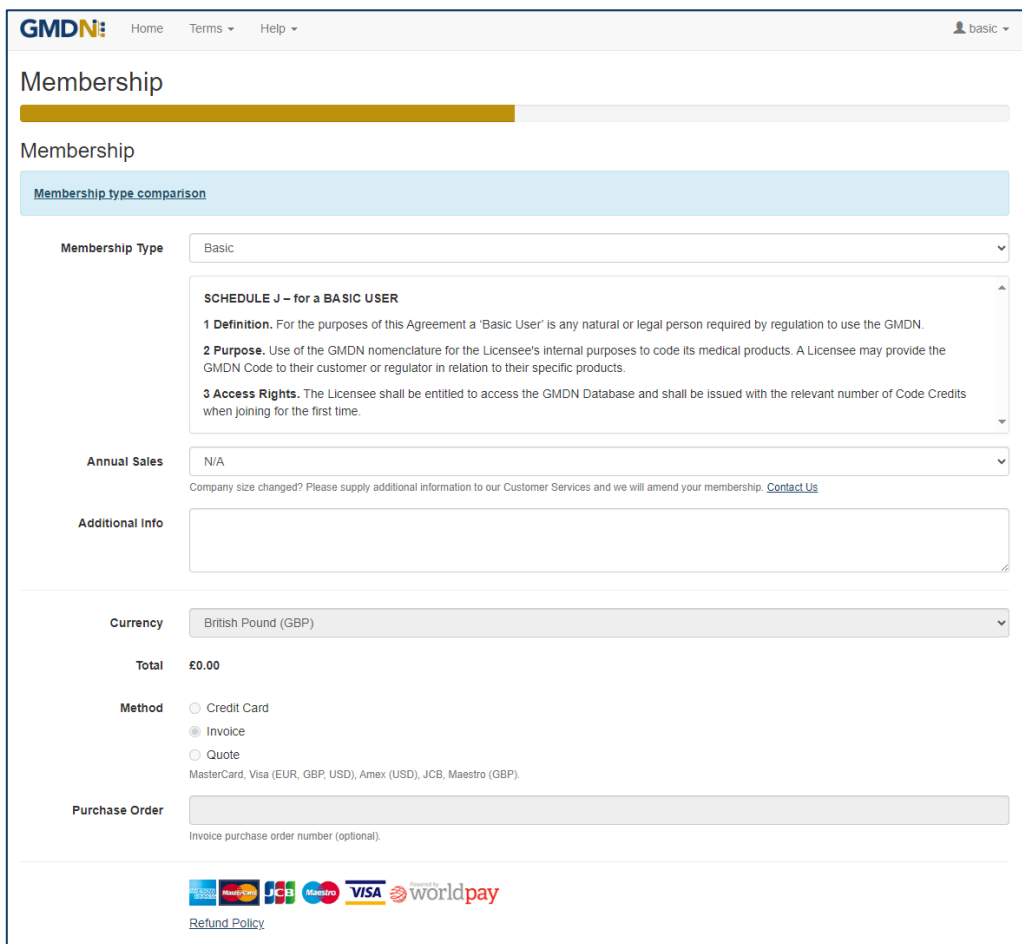 GMDN Home Terms Help basic
Membership
Membership
Membership type comparison
Membership Type Basic
SCHEDULE J – for a BASIC USER
1 Definition. For the purposes of this Agreement a 'Basic User' is any natural or legal person required by regulation to use the GMDN.
2 Purpose. Use of the GMDN nomenclature for the Licensee's internal purposes to code its medical products. A Licensee may provide the
GMDN Code to their customer or regulator in relation to their specific products.
3 Access Rights. The Licensee shall be entitled to access the GMDN Database and shall be issued with the relevant number of Code Credits
when joining for the first time.
Annual Sales N/A
Company size changed? Please supply additional information to our Customer Services and we will amend your membership. Contact Us
Additional Info
Currency British Pound (GBP)
Total £0.00
Method Credit Card
Invoice
Quote
MasterCard, Visa (EUR, GBP, USD), Amex (USD), JCB, Maestro (GBP).
Purchase Order
Invoice purchase order number (optional).
Powered by
AMERICAN EXPRESS MasterCard JCB Maestro VISA worldpay
Refund Policy